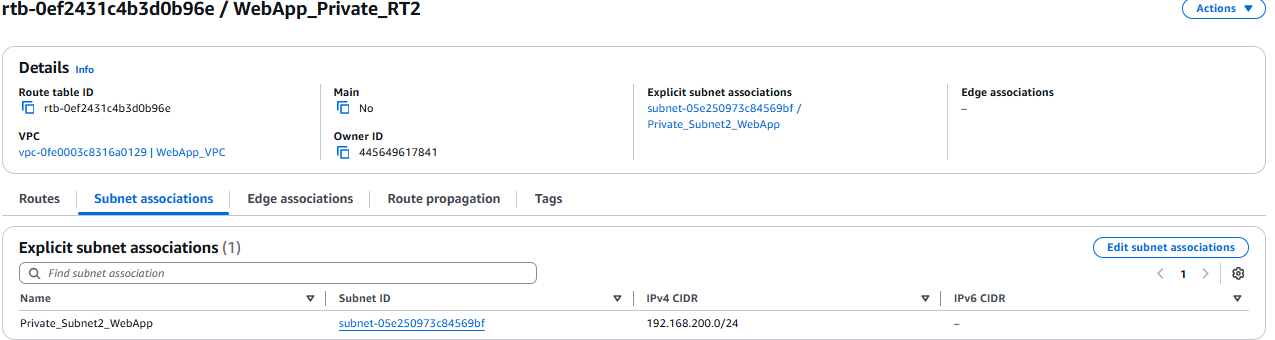 rtb-0ef2431c4b3d0b96e / WebApp_Private_RT2
Actions
Details Info
Route table ID
rtb-0ef2431c4b3d0b96e
Main
No
Explicit subnet associations
subnet-05e250973c84569bf /
Private_Subnet2_WebApp
Edge associations
–
VPC
vpc-0fe0003c8316a0129 | WebApp_VPC
Owner ID
445649617841
Routes Subnet associations Edge associations Route propagation Tags
Explicit subnet associations (1)
Edit subnet associations
Find subnet association
1
Name Subnet ID IPv4 CIDR IPv6 CIDR
Private_Subnet2_WebApp subnet-05e250973c84569bf 192.168.200.0/24 –